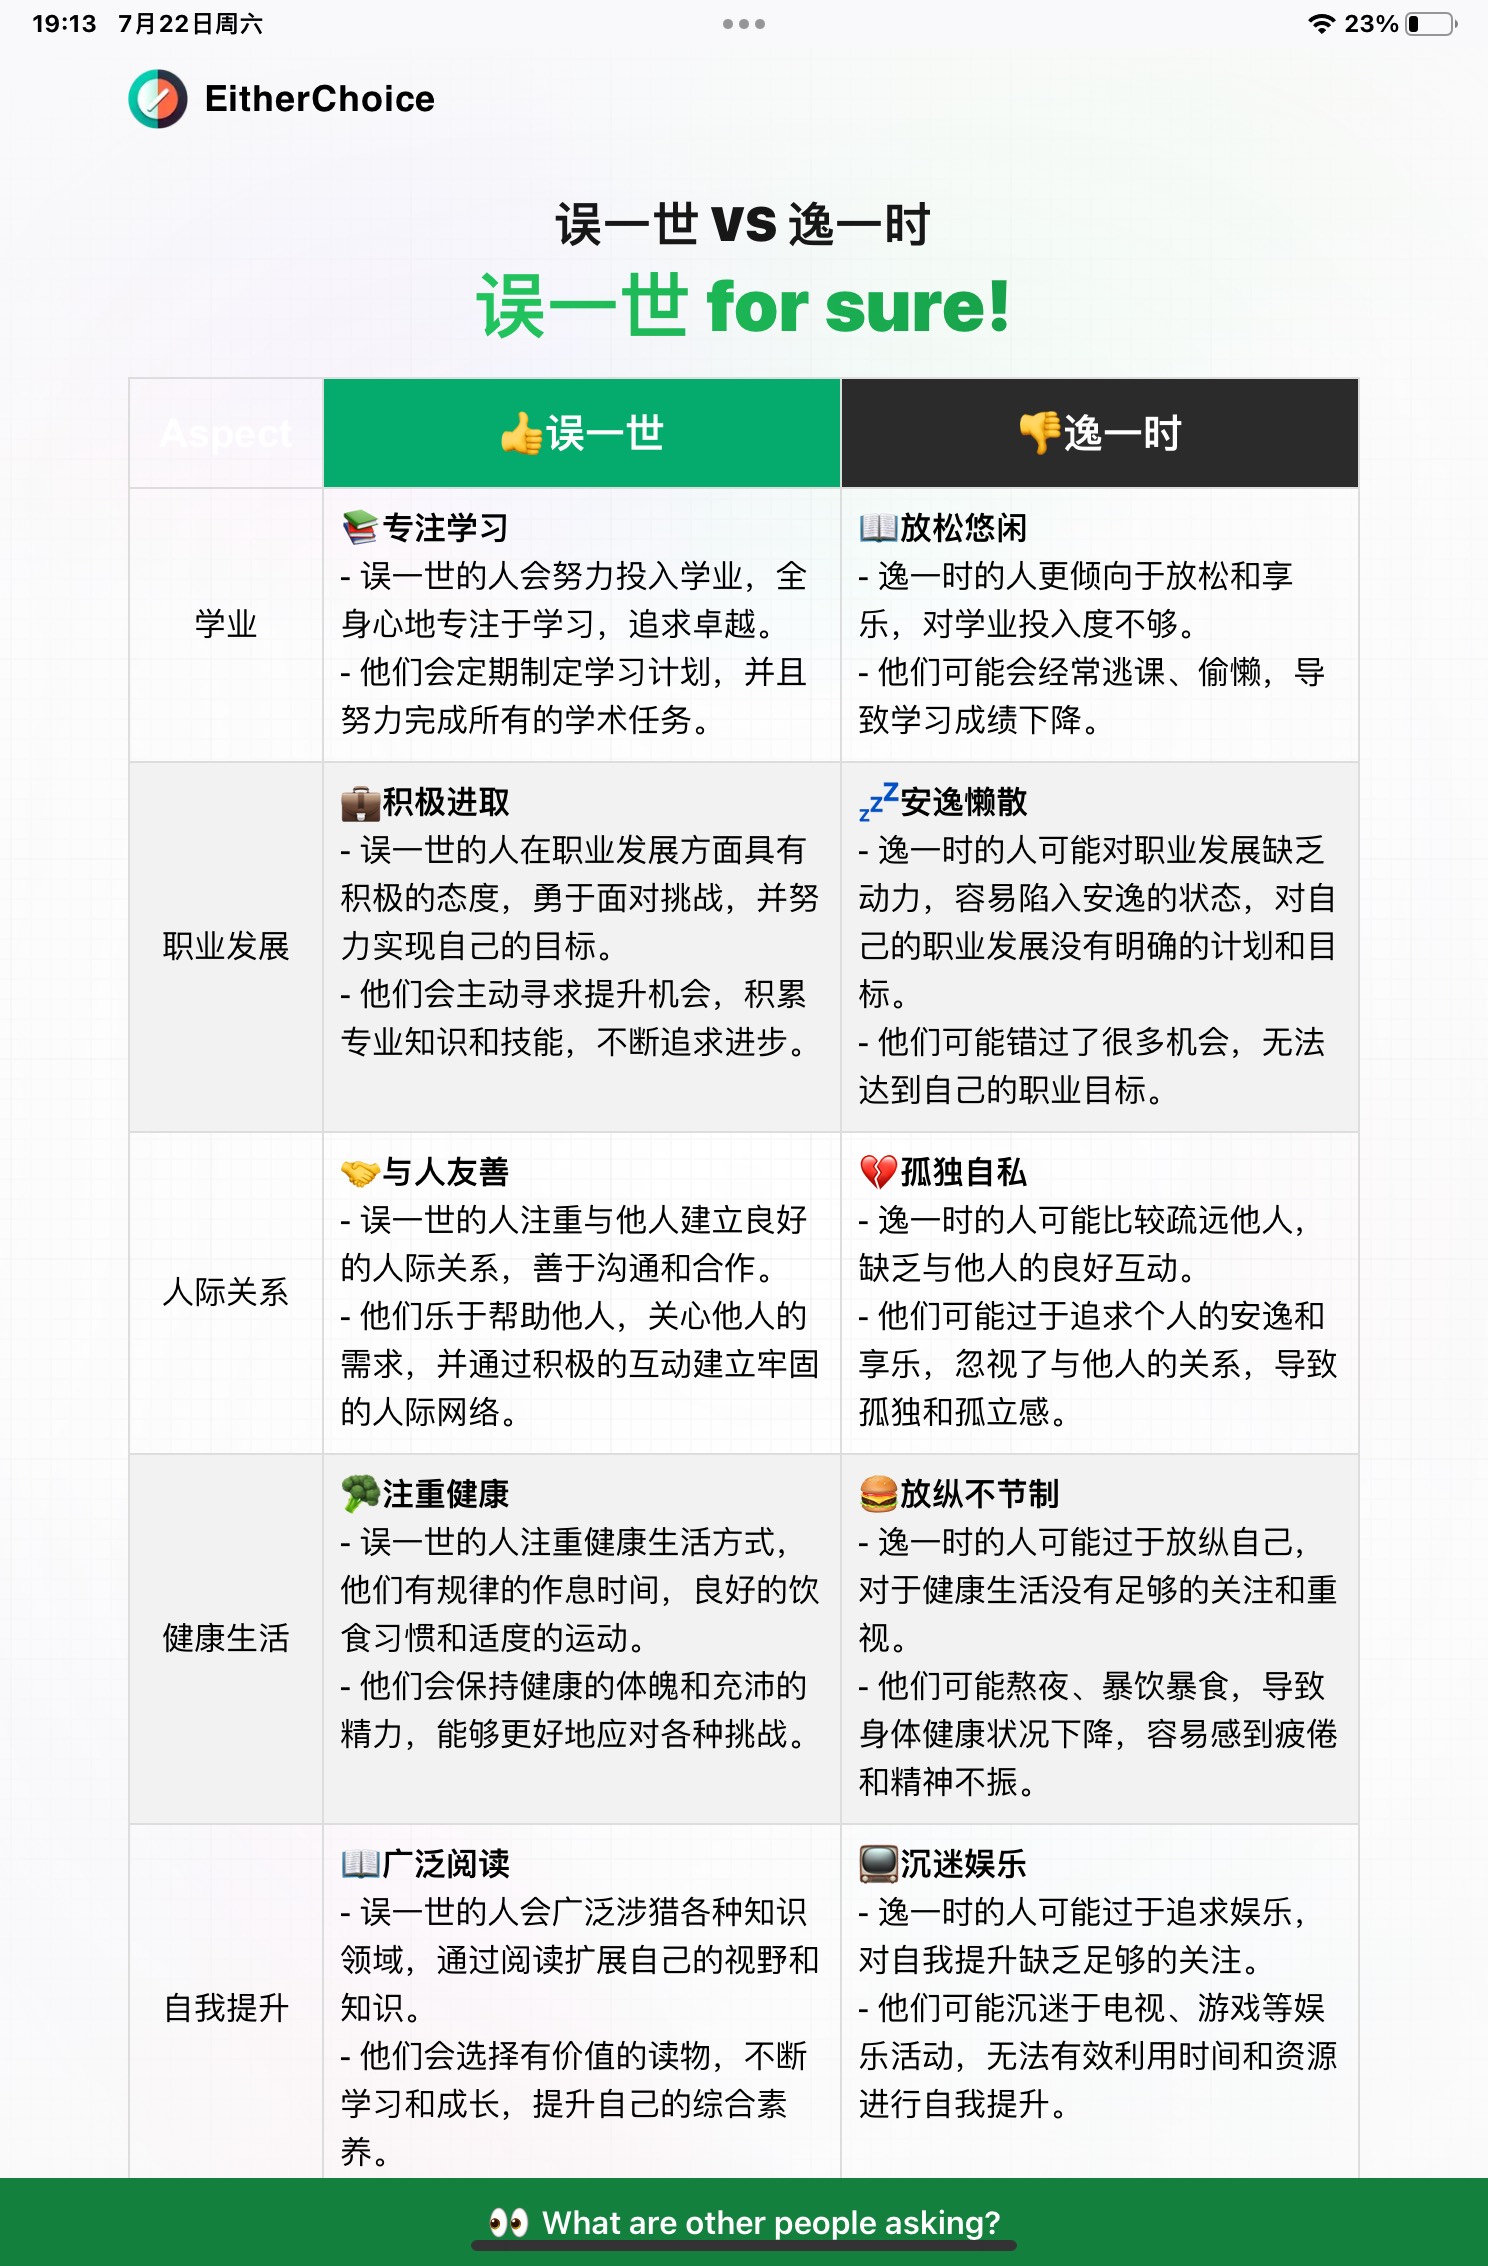 19:13 7月22日周六
23%
EitherChoice
误一世 VS 逸一时
误一世 for sure!
Aspect
👍误一世
👎逸一时
学业
📚专注学习
- 误一世的人会努力投入学业，全
身心地专注于学习，追求卓越。
- 他们会定期制定学习计划，并且
努力完成所有的学术任务。
📖放松悠闲
- 逸一时的人更倾向于放松和享
乐，对学业投入度不够。
- 他们可能会经常逃课、偷懒，导
致学习成绩下降。
职业发展
💼积极进取
- 误一世的人在职业发展方面具有
积极的态度，勇于面对挑战，并努
力实现自己的目标。
- 他们会主动寻求提升机会，积累
专业知识和技能，不断追求进步。
💤安逸懒散
- 逸一时的人可能对职业发展缺乏
动力，容易陷入安逸的状态，对自
己的职业发展没有明确的计划和目
标。
- 他们可能错过了很多机会，无法
达到自己的职业目标。
人际关系
🤝与人友善
- 误一世的人注重与他人建立良好
的人际关系，善于沟通和合作。
- 他们乐于帮助他人，关心他人的
需求，并通过积极的互动建立牢固
的人际网络。
💔孤独自私
- 逸一时的人可能比较疏远他人，
缺乏与他人的良好互动。
- 他们可能过于追求个人的安逸和
享乐，忽视了与他人的关系，导致
孤独和孤立感。
健康生活
🥦注重健康
- 误一世的人注重健康生活方式，
他们有规律的作息时间，良好的饮
食习惯和适度的运动。
- 他们会保持健康的体魄和充沛的
精力，能够更好地应对各种挑战。
🍔放纵不节制
- 逸一时的人可能过于放纵自己，
对于健康生活没有足够的关注和重
视。
- 他们可能熬夜、暴饮暴食，导致
身体健康状况下降，容易感到疲倦
和精神不振。
自我提升
📖广泛阅读
- 误一世的人会广泛涉猎各种知识
领域，通过阅读扩展自己的视野和
知识。
- 他们会选择有价值的读物，不断
学习和成长，提升自己的综合素
养。
📺沉迷娱乐
- 逸一时的人可能过于追求娱乐，
对自我提升缺乏足够的关注。
- 他们可能沉迷于电视、游戏等娱
乐活动，无法有效利用时间和资源
进行自我提升。
👀 What are other people asking?